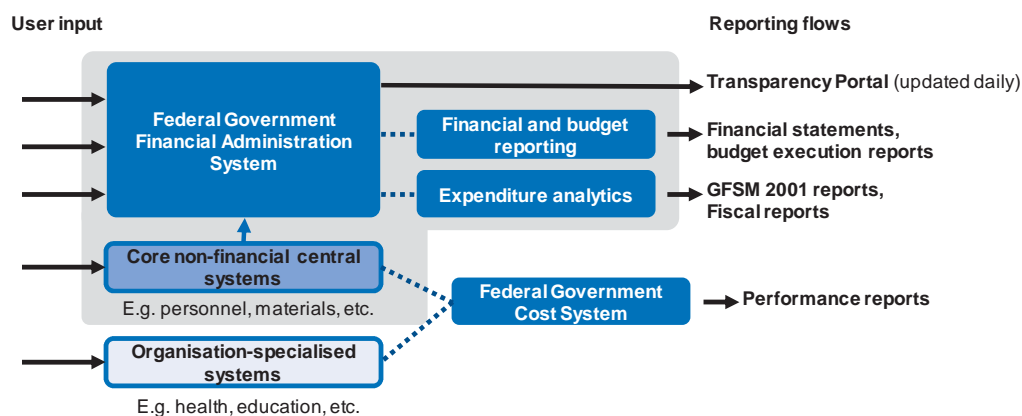 User input
Reporting flows
Federal Government
Financial Administration
System
Transparency Portal (updated daily)
Financial and budget
reporting
Financial statements,
budget execution reports
Expenditure analytics
GFSM 2001 reports,
Fiscal reports
Core non-financial central
systems
E.g. personnel, materials, etc.
Federal Government
Cost System
Performance reports
Organisation-specialised
systems
E.g. health, education, etc.